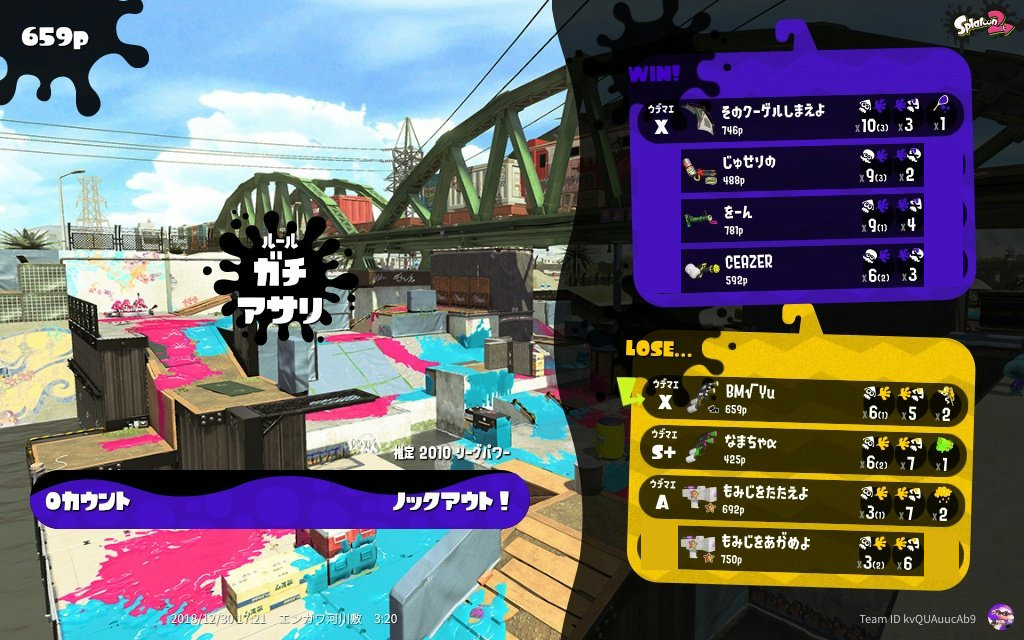 659p
Splatoon2
ルール
ガチ
アサリ
推定 2010 リーグパワー
0カウント
ノックアウト!
2018/12/30 17:21 エンガワ河川敷 3:20
WIN!
ウデマエ
X
そのワーゲルしまえよ
746p
x10(3) x3 x1
じゅせりの
488p
x9(3) x2
をーん
781p
x9(1) x4
CEAZER
592p
x6(2) x3
LOSE...
ウデマエ
X
BM√Yu
659p
x6(1) x5 x2
ウデマエ
S+
なまちゃα
425p
x6(2) x7 x1
ウデマエ
A
もみじをたたえよ
692p
x3(1) x7 x2
もみじをあがめよ
750p
x3(2) x6
Team ID kvQUAuucAb9